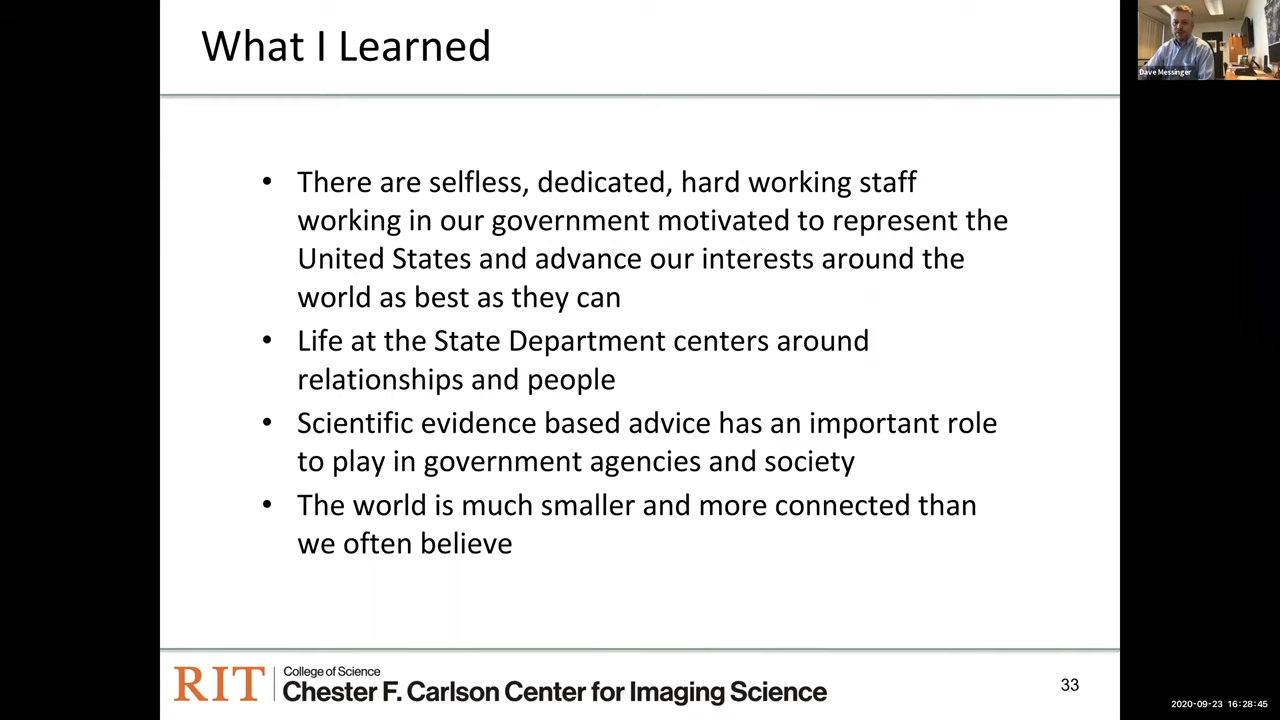 What I Learned
Dave Messinger
• There are selfless, dedicated, hard working staff
working in our government motivated to represent the
United States and advance our interests around the
world as best as they can
• Life at the State Department centers around
relationships and people
• Scientific evidence based advice has an important role
to play in government agencies and society
• The world is much smaller and more connected than
we often believe
RIT
College of Science
Chester F. Carlson Center for Imaging Science
33
2020-09-23 16:28:45